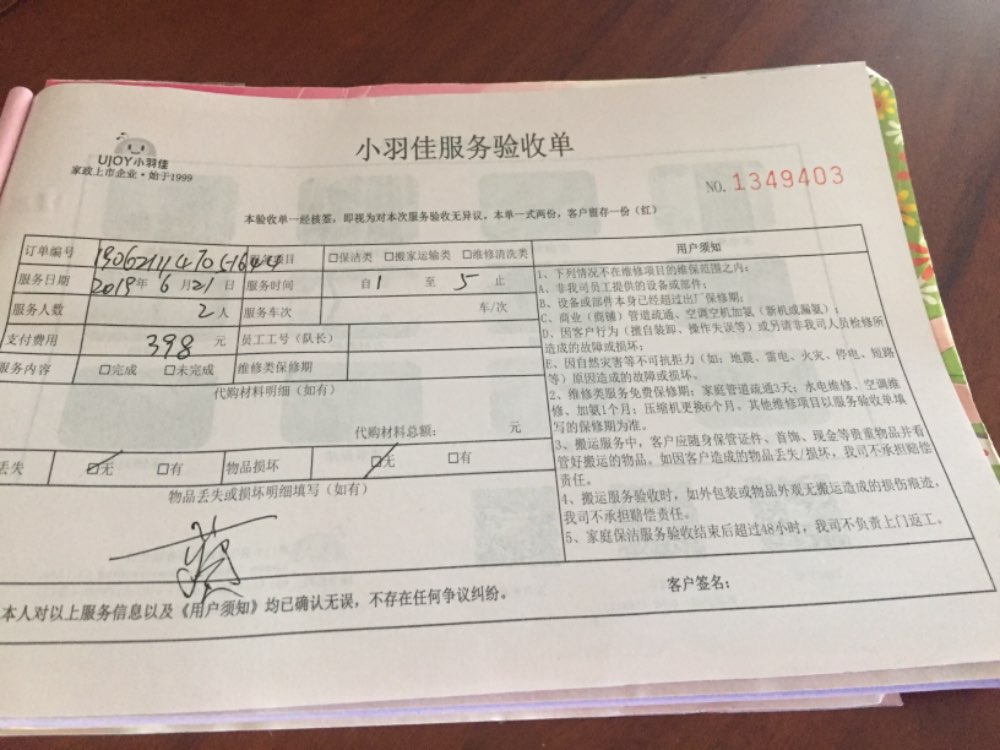 UJOY小羽佳
家政上市企业·始于1999
小羽佳服务验收单
NO. 1349403
本验收单一经核签，即视为对本次服务验收无异议，本单一式两份，客户留存一份（红）
订单编号
项目 □保洁类 □搬家运输类 □维修清洗类
服务日期 2019年 6月21日 服务时间 自1 至 5 止
服务人数 2人 服务车次 车/次
支付费用 398 元 员工工号（队长）
服务内容 □完成 □未完成 维修类保修期
代购材料明细（如有）
代购材料总额： 元
丢失 □无 □有 物品损坏 □无 □有
物品丢失或损坏明细填写（如有）
本人对以上服务信息以及《用户须知》均已确认无误，不存在任何争议纠纷。 客户签名：
用户须知
1、下列情况不在维修项目的维保范围之内：
A、非我司员工提供的设备或部件；
B、设备或部件本身已经超过出厂保修期；
C、商业（商铺）管道疏通、空调空机加氨（新机或漏氨）；
D、因客户行为（擅自装卸、操作失误等）或另请非我司人员检修所
造成的故障或损坏；
E、因自然灾害等不可抗拒力（如：地震、雷电、火灾、停电、短路
等）原因造成的故障或损坏。
2、维修类服务免费保修期：家庭管道疏通3天；水电维修、空调维
修、加氨1个月；压缩机更换6个月。其他维修项目以服务验收单填
写的保修期为准。
3、搬运服务中，客户应随身保管证件、首饰、现金等贵重物品并看
管好搬运的物品。如因客户造成的物品丢失/损坏，我司不承担赔偿
责任。
4、搬运服务验收时，如外包装或物品外观无搬运造成的损伤痕迹，
我司不承担赔偿责任。
5、家庭保洁服务验收结束后超过48小时，我司不负责上门返工。